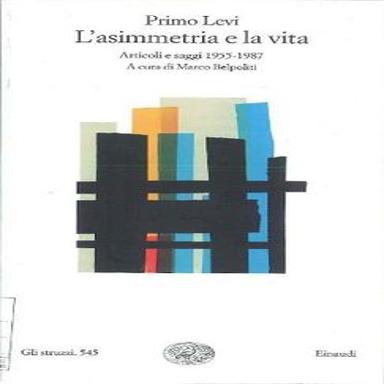 Primo Levi
L'asimmetria e la vita
Articoli e saggi 1955-1987
A cura di Marco Belpoliti
Gli struzzi. 545
Einaudi